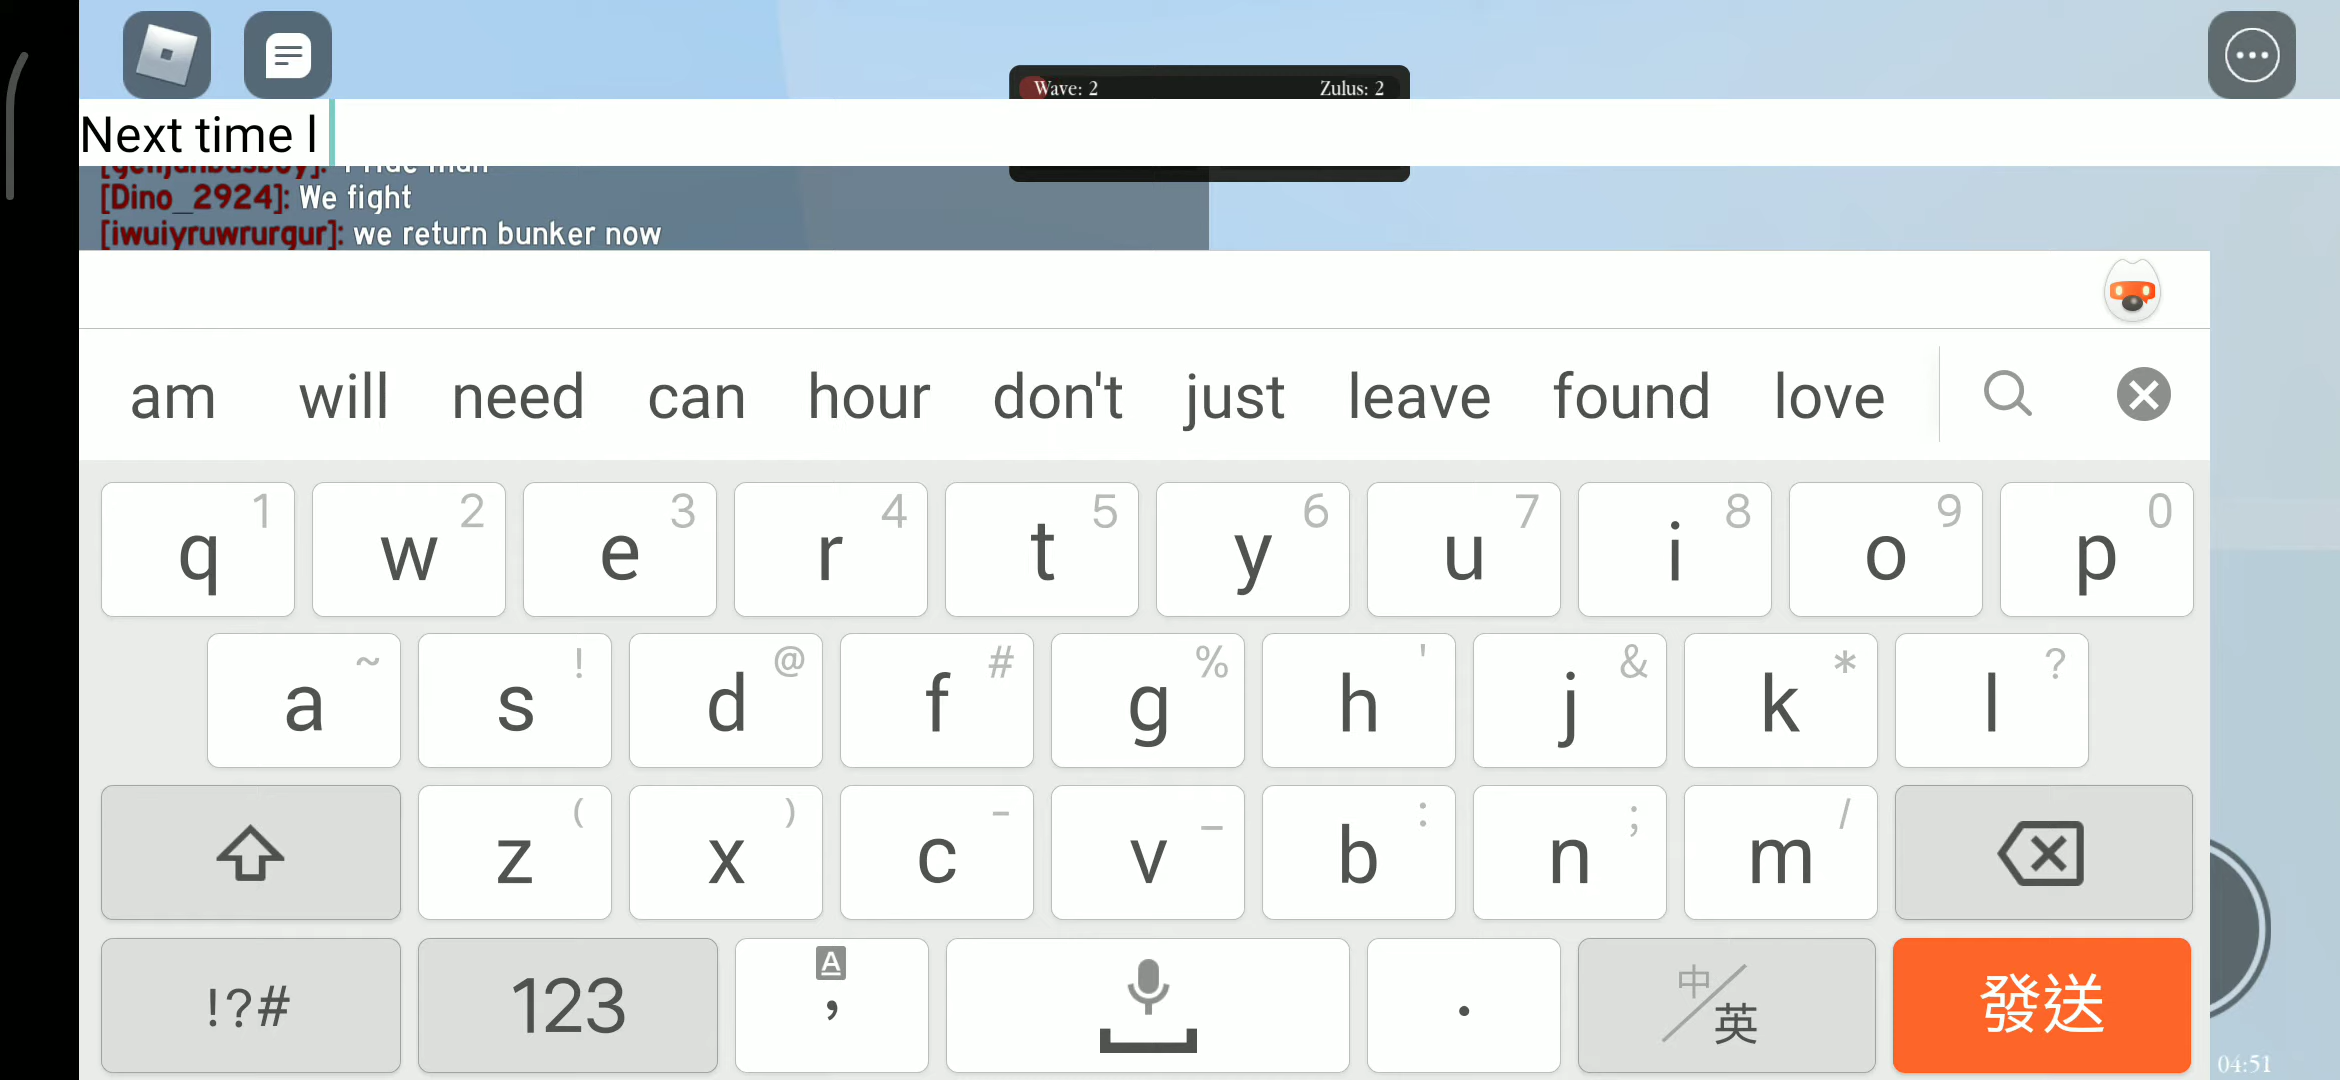 Wave: 2 Zulus: 2
Next time I
[Dino_2924]: We fight
[iwuiyruwrurgur]: we return bunker now
am will need can hour don't just leave found love
1 2 3 4 5 6 7 8 9 0
q w e r t y u i o p
~ ! @ # % ' & * ?
a s d f g h j k l
( ) - _ : ; /
z x c v b n m
A
!?# 123 , . 中/英 發送
04:51